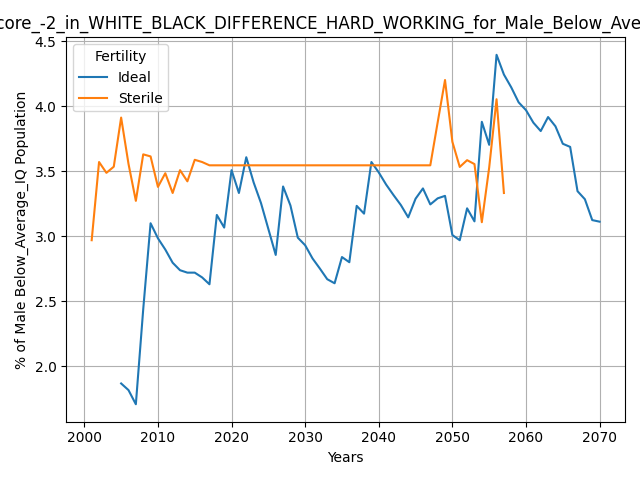 core_-2_in_WHITE_BLACK_DIFFERENCE_HARD_WORKING_for_Male_Below_Ave
Fertility
Ideal
Sterile
% of Male Below_Average_IQ Population
4.5
4.0
3.5
3.0
2.5
2.0
2000 2010 2020 2030 2040 2050 2060 2070
Years